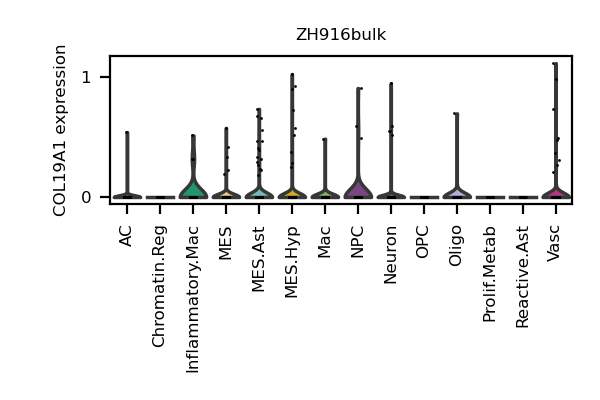 ZH916bulk
COL19A1 expression
1
0
AC
Chromatin.Reg
Inflammatory.Mac
MES
MES.Ast
MES.Hyp
Mac
NPC
Neuron
OPC
Oligo
Prolif.Metab
Reactive.Ast
Vasc